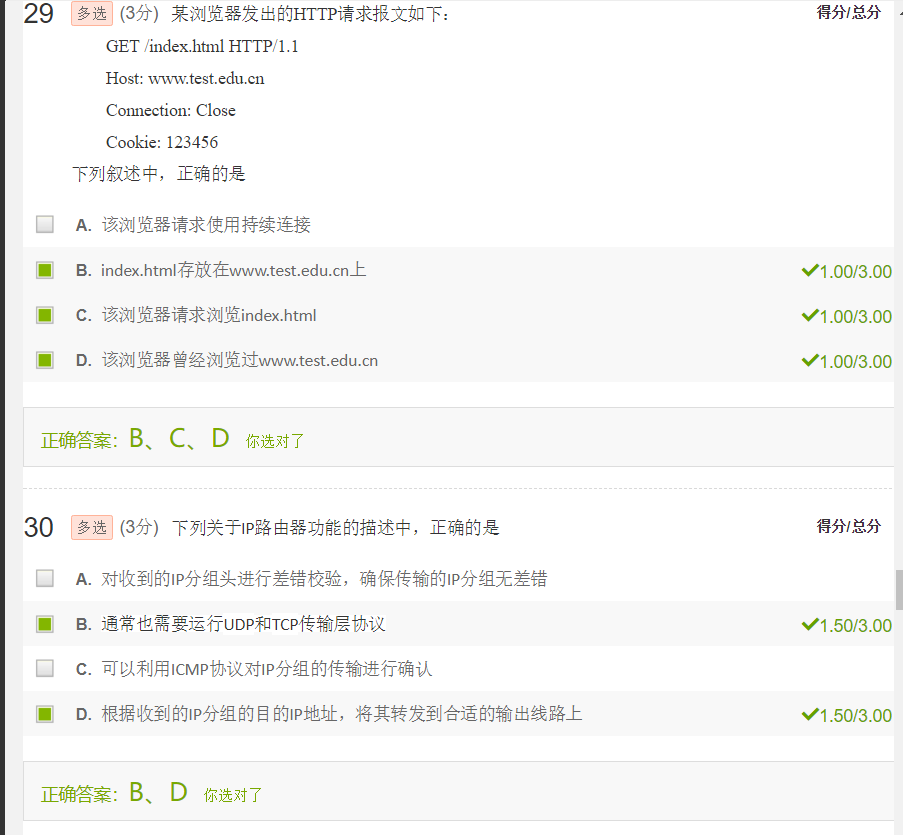 29 多选 (3分) 某浏览器发出的HTTP请求报文如下： 得分/总分
GET /index.html HTTP/1.1
Host: www.test.edu.cn
Connection: Close
Cookie: 123456
下列叙述中，正确的是
A. 该浏览器请求使用持续连接
B. index.html存放在www.test.edu.cn上 1.00/3.00
C. 该浏览器请求浏览index.html 1.00/3.00
D. 该浏览器曾经浏览过www.test.edu.cn 1.00/3.00
正确答案：B、C、D 你选对了
30 多选 (3分) 下列关于IP路由器功能的描述中，正确的是 得分/总分
A. 对收到的IP分组头进行差错校验，确保传输的IP分组无差错
B. 通常也需要运行UDP和TCP传输层协议 1.50/3.00
C. 可以利用ICMP协议对IP分组的传输进行确认
D. 根据收到的IP分组的目的IP地址，将其转发到合适的输出线路上 1.50/3.00
正确答案：B、D 你选对了